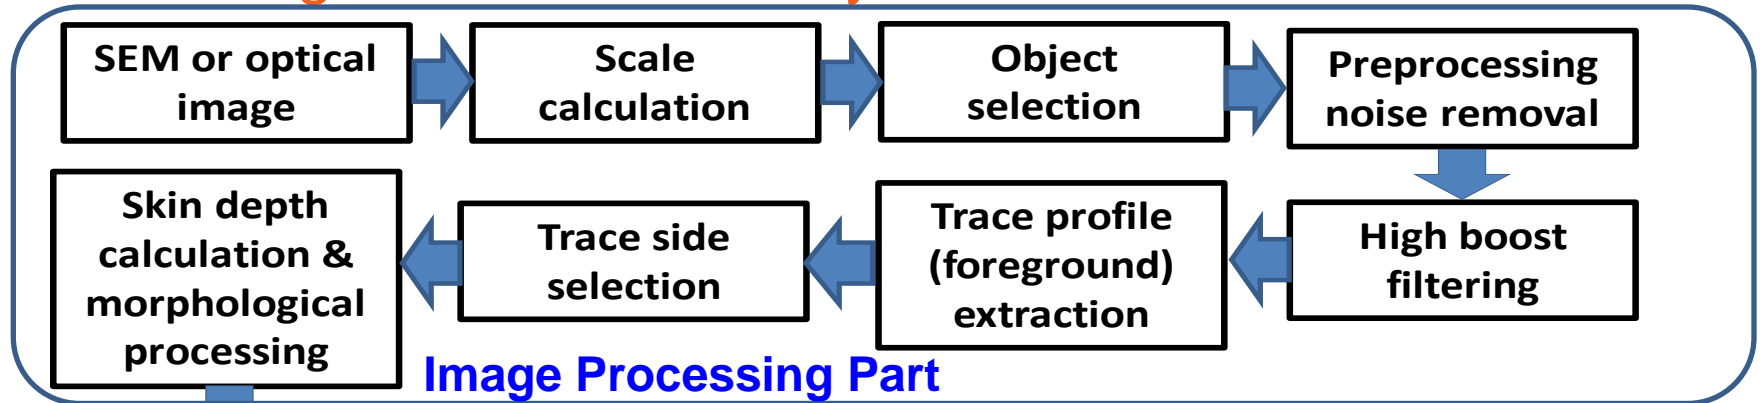 SEM or optical
image
Scale
calculation
Object
selection
Preprocessing
noise removal
High boost
filtering
Trace profile
(foreground)
extraction
Trace side
selection
Skin depth
calculation &
morphological
processing
Image Processing Part